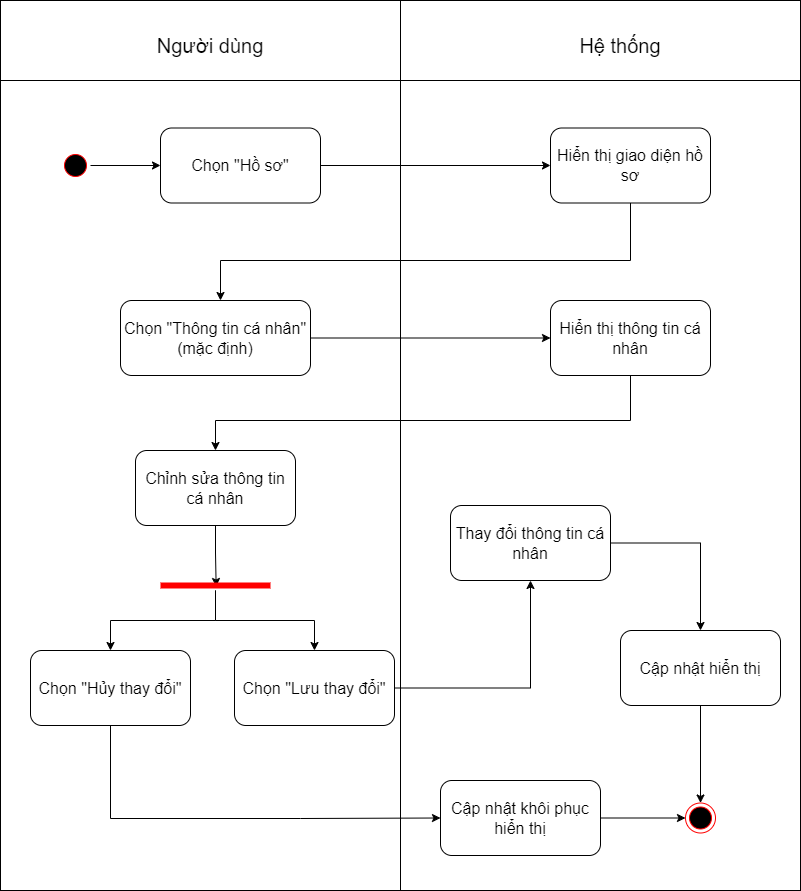 Người dùng
Hệ thống
Chọn "Hồ sơ"
Hiển thị giao diện hồ
sơ
Chọn "Thông tin cá nhân"
(mặc định)
Hiển thị thông tin cá
nhân
Chỉnh sửa thông tin
cá nhân
Thay đổi thông tin cá
nhân
Chọn "Hủy thay đổi"
Chọn "Lưu thay đổi"
Cập nhật hiển thị
Cập nhật khôi phục
hiển thị